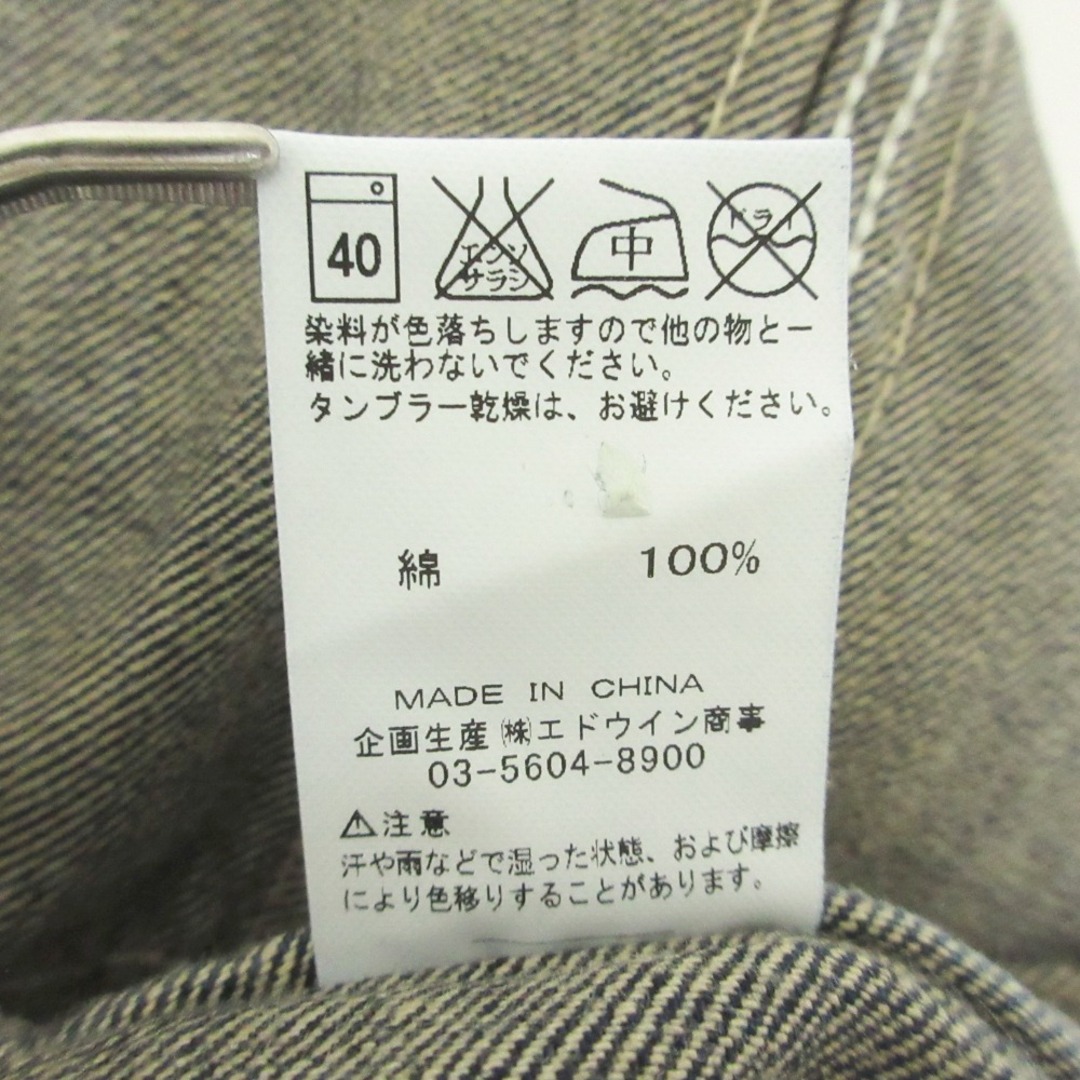 40
エンソ
サラシ
中
ドライ
染料が色落ちしますので他の物と一
緒に洗わないでください。
タンブラー乾燥は、お避けください。
綿 100%
MADE IN CHINA
企画生産 ㈱エドウイン商事
03-5604-8900
⚠注意
汗や雨などで湿った状態、および摩擦
により色移りすることがあります。